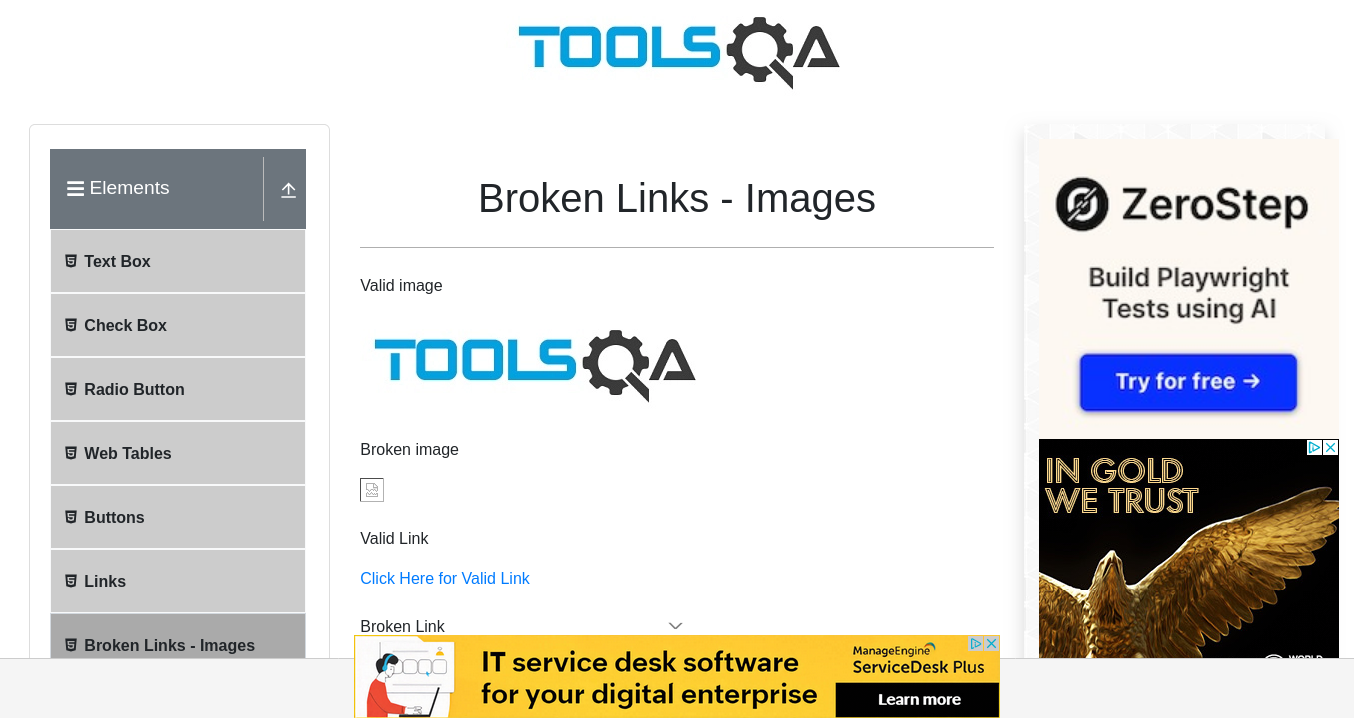 TOOLSQA
Elements
Text Box
Check Box
Radio Button
Web Tables
Buttons
Links
Broken Links - Images
Broken Links - Images
Valid image
TOOLSQA
Broken image
Valid Link
Click Here for Valid Link
Broken Link
ZeroStep
Build Playwright
Tests using AI
Try for free →
IN GOLD
WE TRUST
WORLD
IT service desk software
for your digital enterprise
ManageEngine
ServiceDesk Plus
Learn more